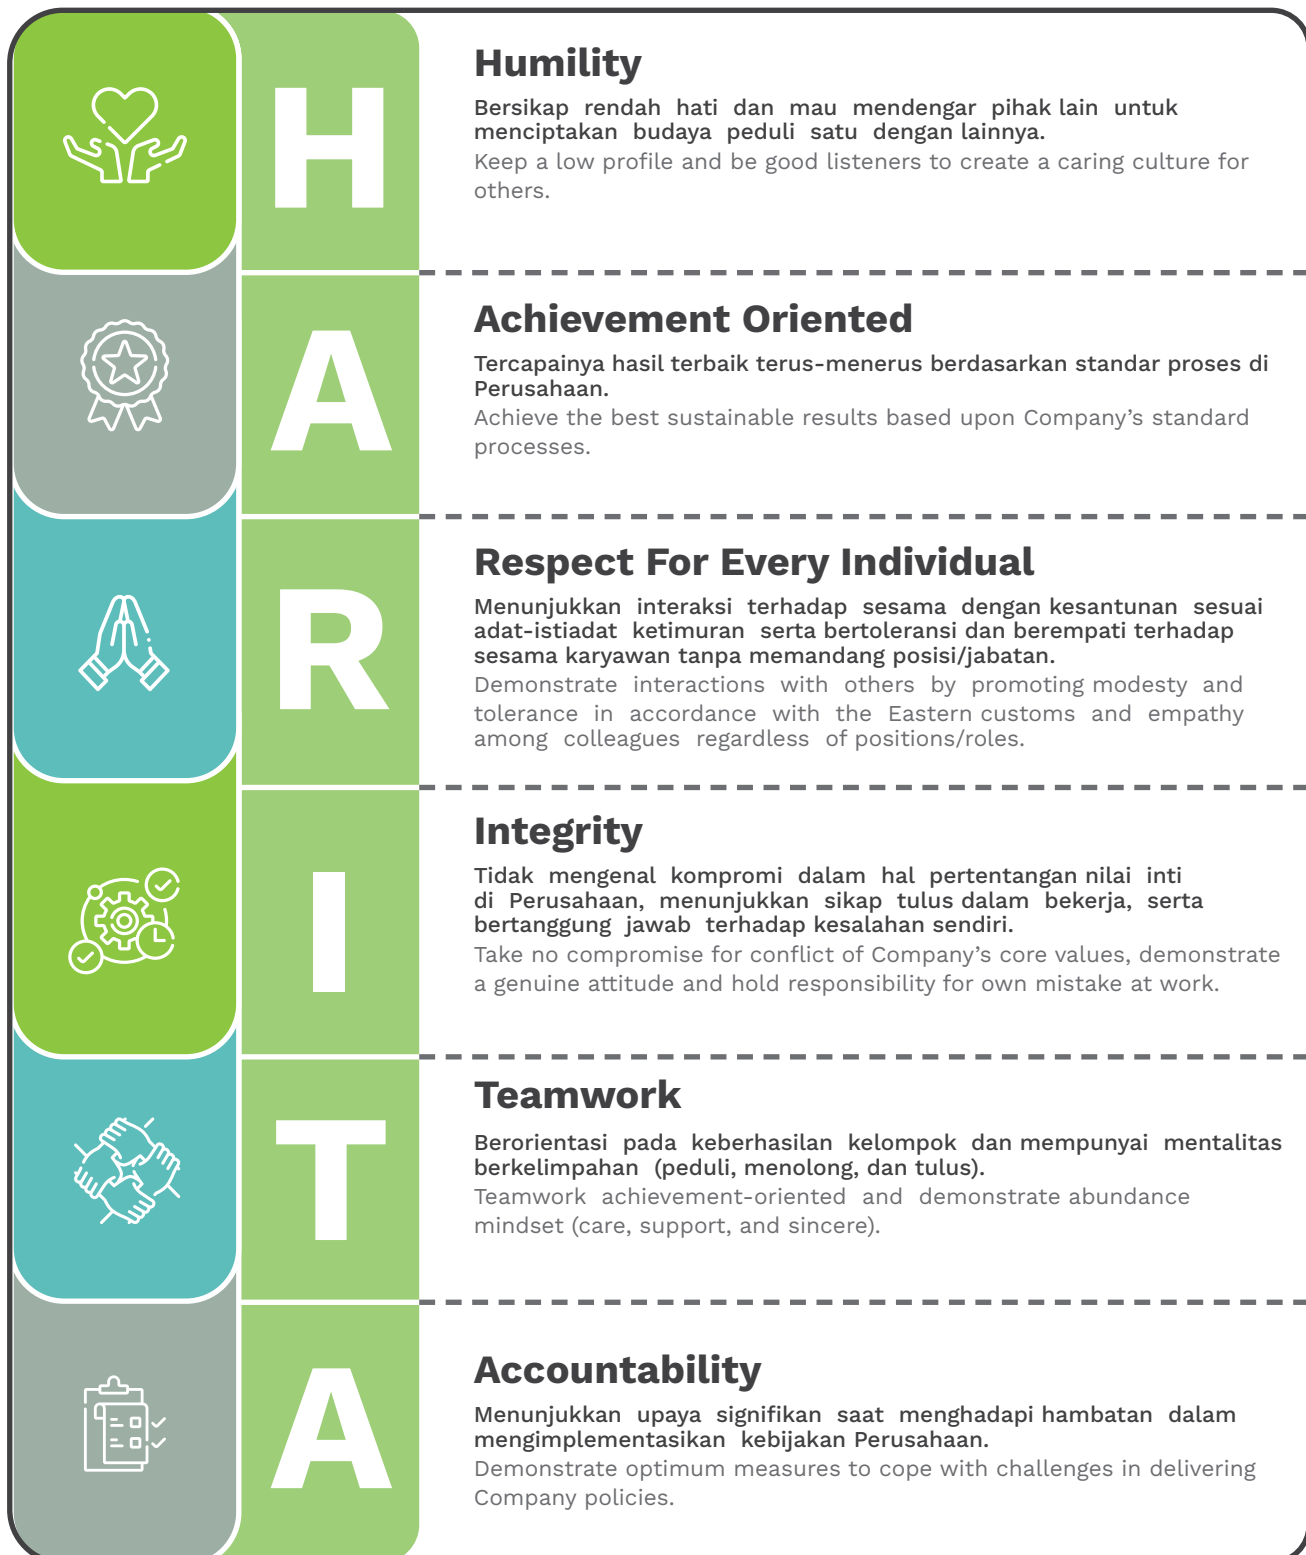 H
Humility
Bersikap rendah hati dan mau mendengar pihak lain untuk
menciptakan budaya peduli satu dengan lainnya.
Keep a low profile and be good listeners to create a caring culture for
others.
A
Achievement Oriented
Tercapainya hasil terbaik terus-menerus berdasarkan standar proses di
Perusahaan.
Achieve the best sustainable results based upon Company’s standard
processes.
R
Respect For Every Individual
Menunjukkan interaksi terhadap sesama dengan kesantunan sesuai
adat-istiadat ketimuran serta bertoleransi dan berempati terhadap
sesama karyawan tanpa memandang posisi/jabatan.
Demonstrate interactions with others by promoting modesty and
tolerance in accordance with the Eastern customs and empathy
among colleagues regardless of positions/roles.
I
Integrity
Tidak mengenal kompromi dalam hal pertentangan nilai inti
di Perusahaan, menunjukkan sikap tulus dalam bekerja, serta
bertanggung jawab terhadap kesalahan sendiri.
Take no compromise for conflict of Company’s core values, demonstrate
a genuine attitude and hold responsibility for own mistake at work.
T
Teamwork
Berorientasi pada keberhasilan kelompok dan mempunyai mentalitas
berkelimpahan (peduli, menolong, dan tulus).
Teamwork achievement-oriented and demonstrate abundance
mindset (care, support, and sincere).
A
Accountability
Menunjukkan upaya signifikan saat menghadapi hambatan dalam
mengimplementasikan kebijakan Perusahaan.
Demonstrate optimum measures to cope with challenges in delivering
Company policies.